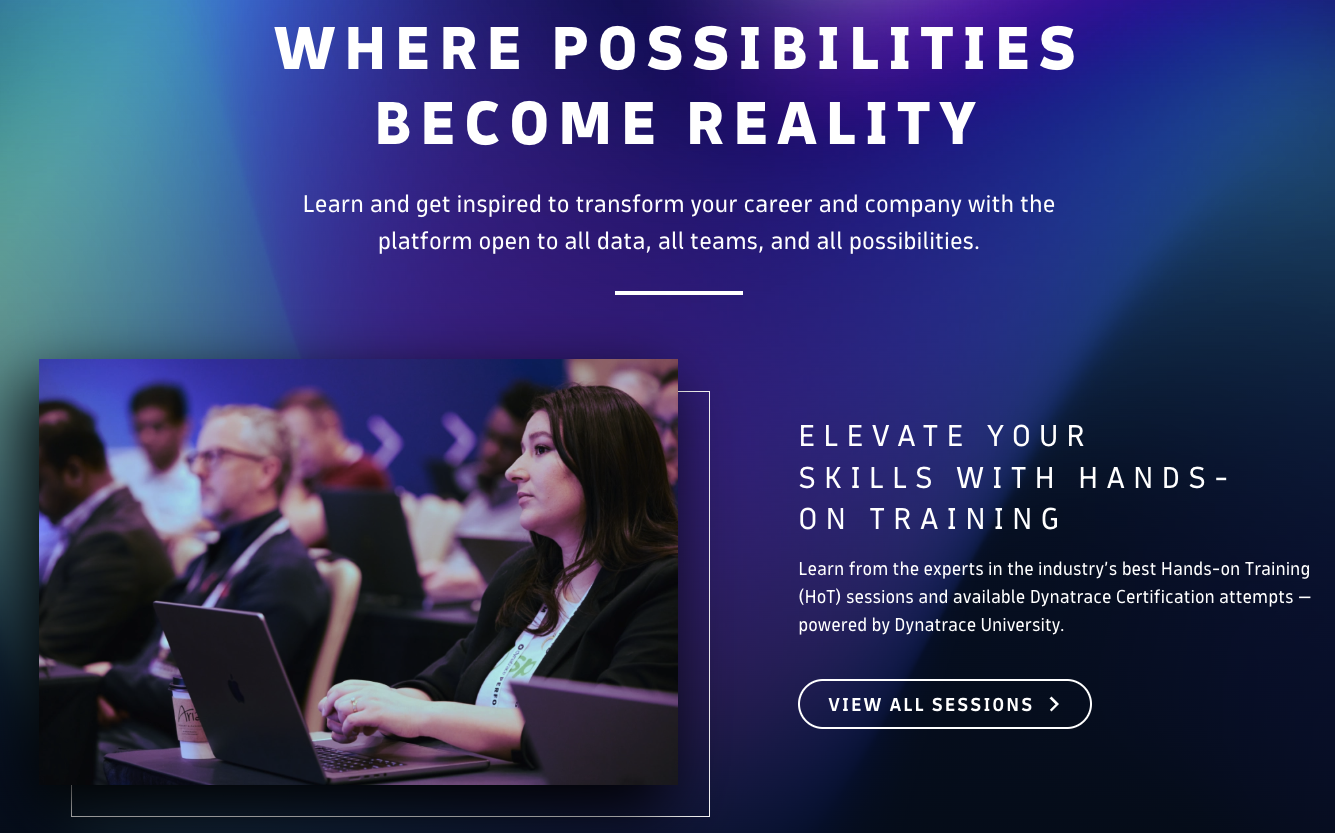 WHERE POSSIBILITIES
BECOME REALITY
Learn and get inspired to transform your career and company with the
platform open to all data, all teams, and all possibilities.
ELEVATE YOUR
SKILLS WITH HANDS-
ON TRAINING
Learn from the experts in the industry's best Hands-on Training
(HoT) sessions and available Dynatrace Certification attempts —
powered by Dynatrace University.
VIEW ALL SESSIONS